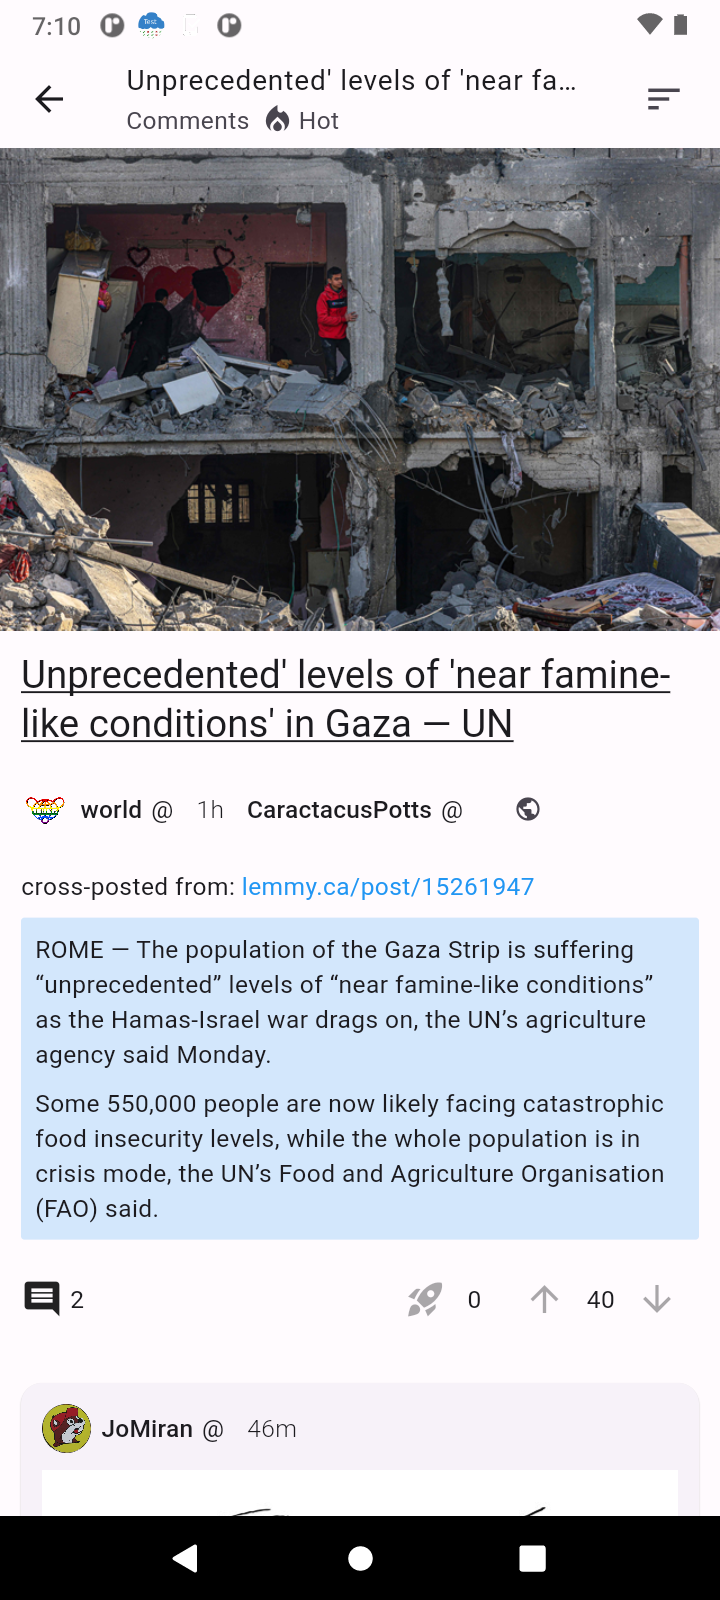 7:10
Test
Unprecedented' levels of 'near fa...
Comments Hot
Unprecedented' levels of 'near famine-
like conditions' in Gaza — UN
world @ 1h CaractacusPotts @
cross-posted from: lemmy.ca/post/15261947
ROME — The population of the Gaza Strip is suffering
“unprecedented” levels of “near famine-like conditions”
as the Hamas-Israel war drags on, the UN’s agriculture
agency said Monday.
Some 550,000 people are now likely facing catastrophic
food insecurity levels, while the whole population is in
crisis mode, the UN’s Food and Agriculture Organisation
(FAO) said.
2 0 40
JoMiran @ 46m